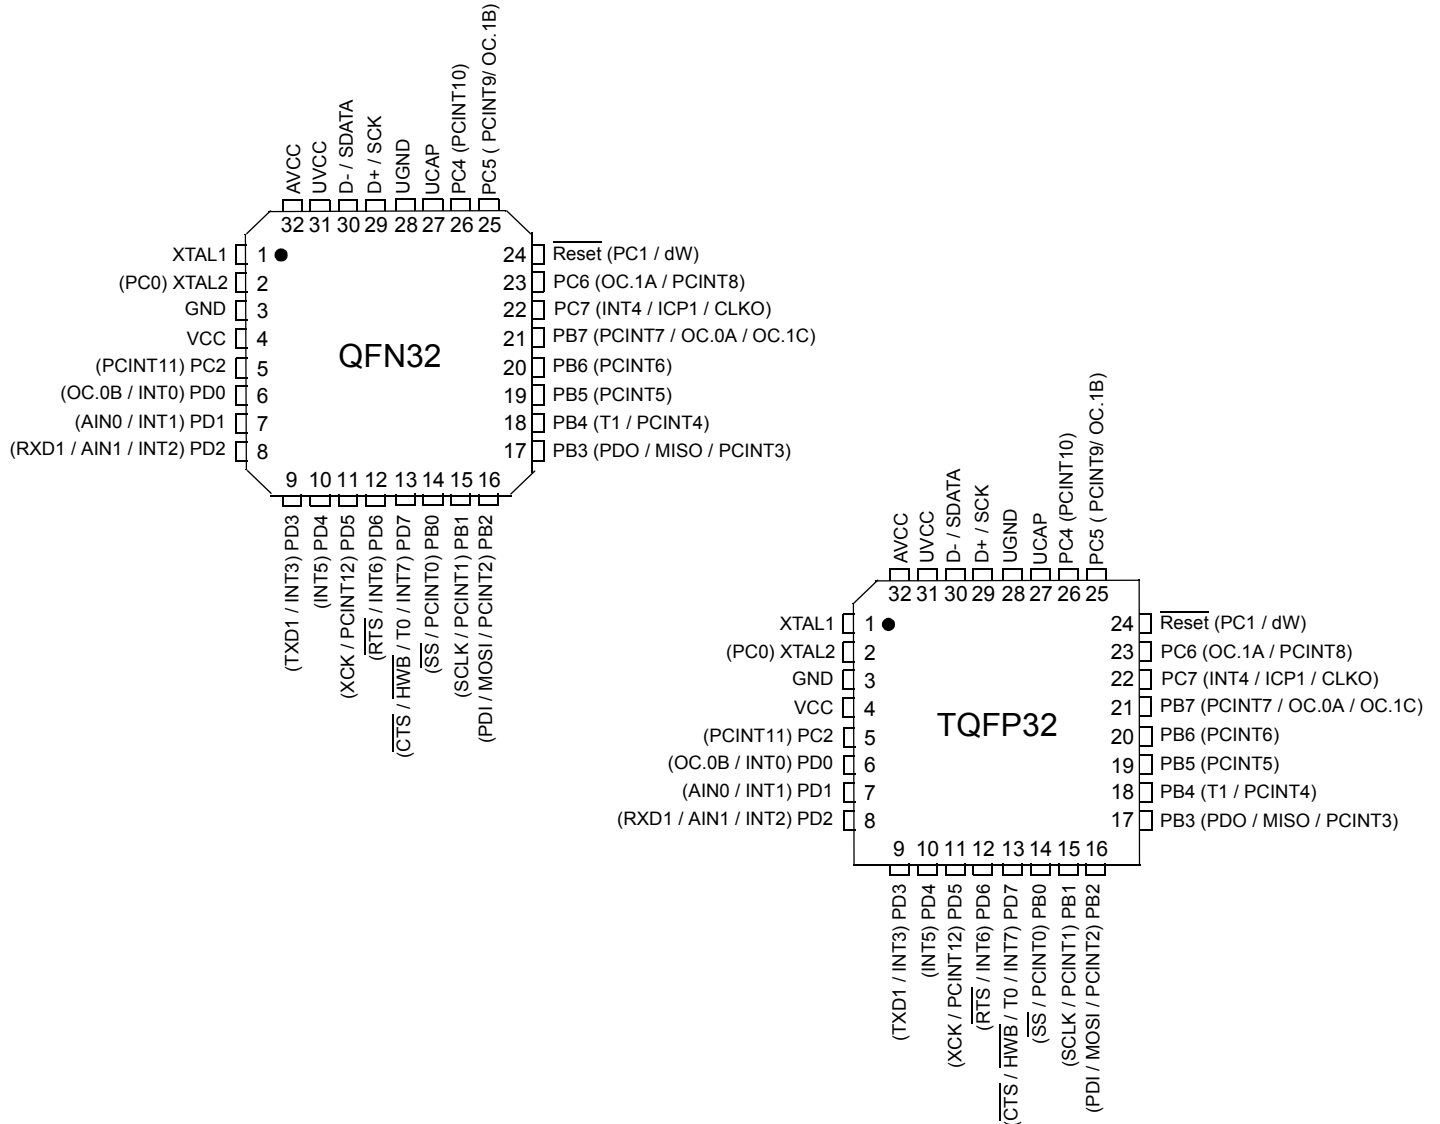 AVCC
UVCC
D- / SDATA
D+ / SCK
UGND
UCAP
PC4 (PCINT10)
PC5 ( PCINT9/ OC.1B)
32 31 30 29 28 27 26 25
XTAL1 1
(PC0) XTAL2 2
GND 3
VCC 4
(PCINT11) PC2 5
(OC.0B / INT0) PD0 6
(AIN0 / INT1) PD1 7
(RXD1 / AIN1 / INT2) PD2 8
QFN32
24 Reset (PC1 / dW)
23 PC6 (OC.1A / PCINT8)
22 PC7 (INT4 / ICP1 / CLKO)
21 PB7 (PCINT7 / OC.0A / OC.1C)
20 PB6 (PCINT6)
19 PB5 (PCINT5)
18 PB4 (T1 / PCINT4)
17 PB3 (PDO / MISO / PCINT3)
9 10 11 12 13 14 15 16
(TXD1 / INT3) PD3
(INT5) PD4
(XCK / PCINT12) PD5
(RTS / INT6) PD6
(CTS / HWB / T0 / INT7) PD7
(SS / PCINT0) PB0
(SCLK / PCINT1) PB1
(PDI / MOSI / PCINT2) PB2
AVCC
UVCC
D- / SDATA
D+ / SCK
UGND
UCAP
PC4 (PCINT10)
PC5 ( PCINT9/ OC.1B)
32 31 30 29 28 27 26 25
XTAL1 1
(PC0) XTAL2 2
GND 3
VCC 4
(PCINT11) PC2 5
(OC.0B / INT0) PD0 6
(AIN0 / INT1) PD1 7
(RXD1 / AIN1 / INT2) PD2 8
TQFP32
24 Reset (PC1 / dW)
23 PC6 (OC.1A / PCINT8)
22 PC7 (INT4 / ICP1 / CLKO)
21 PB7 (PCINT7 / OC.0A / OC.1C)
20 PB6 (PCINT6)
19 PB5 (PCINT5)
18 PB4 (T1 / PCINT4)
17 PB3 (PDO / MISO / PCINT3)
9 10 11 12 13 14 15 16
(TXD1 / INT3) PD3
(INT5) PD4
(XCK / PCINT12) PD5
(RTS / INT6) PD6
(CTS / HWB / T0 / INT7) PD7
(SS / PCINT0) PB0
(SCLK / PCINT1) PB1
(PDI / MOSI / PCINT2) PB2